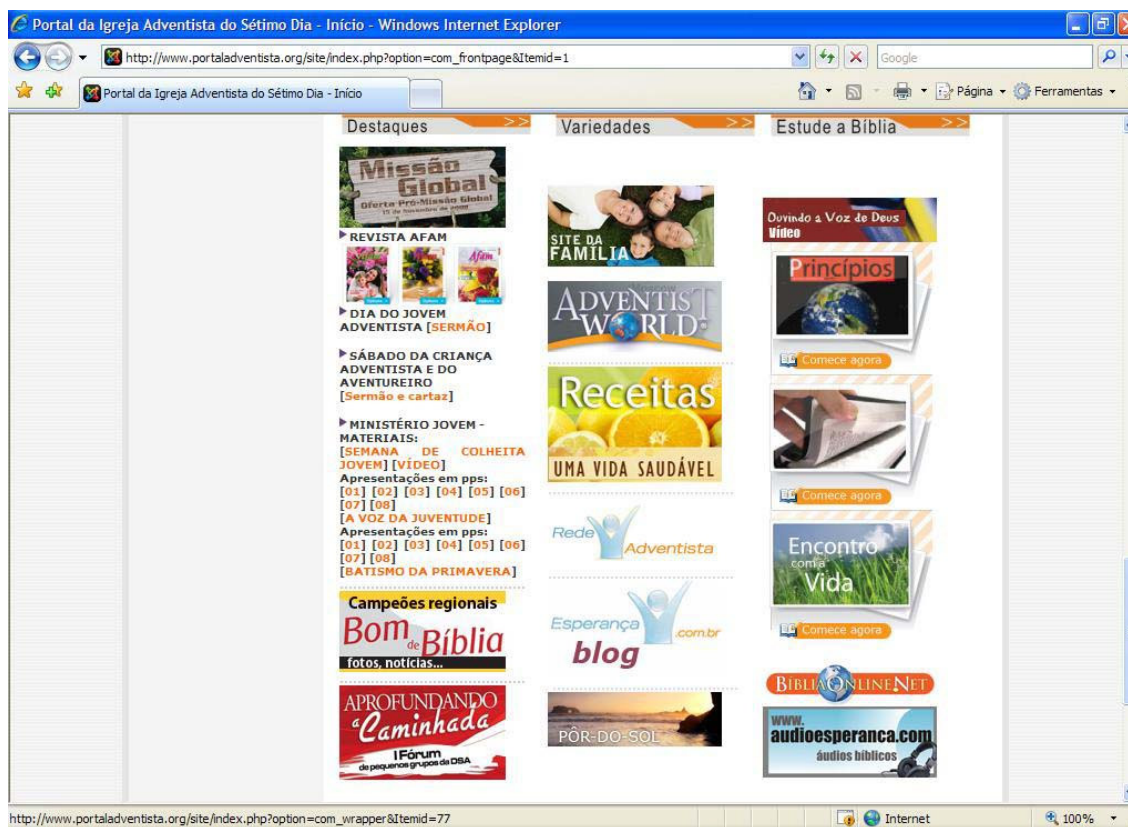 Portal da Igreja Adventista do Sétimo Dia - Início - Windows Internet Explorer
http://www.portaladventista.org/site/index.php?option=com_frontpage&Itemid=1
Google
Portal da Igreja Adventista do Sétimo Dia - Início
Página
Ferramentas
Destaques >>
Missão
Global
Oferta Pró-Missão Global
15 de Novembro de 2008
REVISTA AFAM
Afam
DIA DO JOVEM
ADVENTISTA [SERMÃO]
SÁBADO DA CRIANÇA
ADVENTISTA E DO
AVENTUREIRO
[Sermão e cartaz]
MINISTÉRIO JOVEM -
MATERIAIS:
[SEMANA DE COLHEITA
JOVEM] [VÍDEO]
Apresentações em pps:
[01] [02] [03] [04] [05] [06]
[07] [08]
[A VOZ DA JUVENTUDE]
Apresentações em pps:
[01] [02] [03] [04] [05] [06]
[07] [08]
[BATISMO DA PRIMAVERA]
Campeões regionais
Bom de Bíblia
fotos, notícias...
APROFUNDANDO
a Caminhada
I Fórum
de pequenos grupos da DSA
Variedades >>
SITE DA
FAMÍLIA
ADVENTIST
WORLD
Receitas
UMA VIDA SAUDÁVEL
Rede
Adventista
Esperança
.com.br
blog
PÔR-DO-SOL
Estude a Bíblia >>
Ouvindo a Voz de Deus
Vídeo
Princípios
Comece agora
Comece agora
Encontro
com a
Vida
Comece agora
BIBLIAONLINE.NET
www.
audioesperanca.com
áudios bíblicos
http://www.portaladventista.org/site/index.php?option=com_wrapper&Itemid=77
Internet
100%